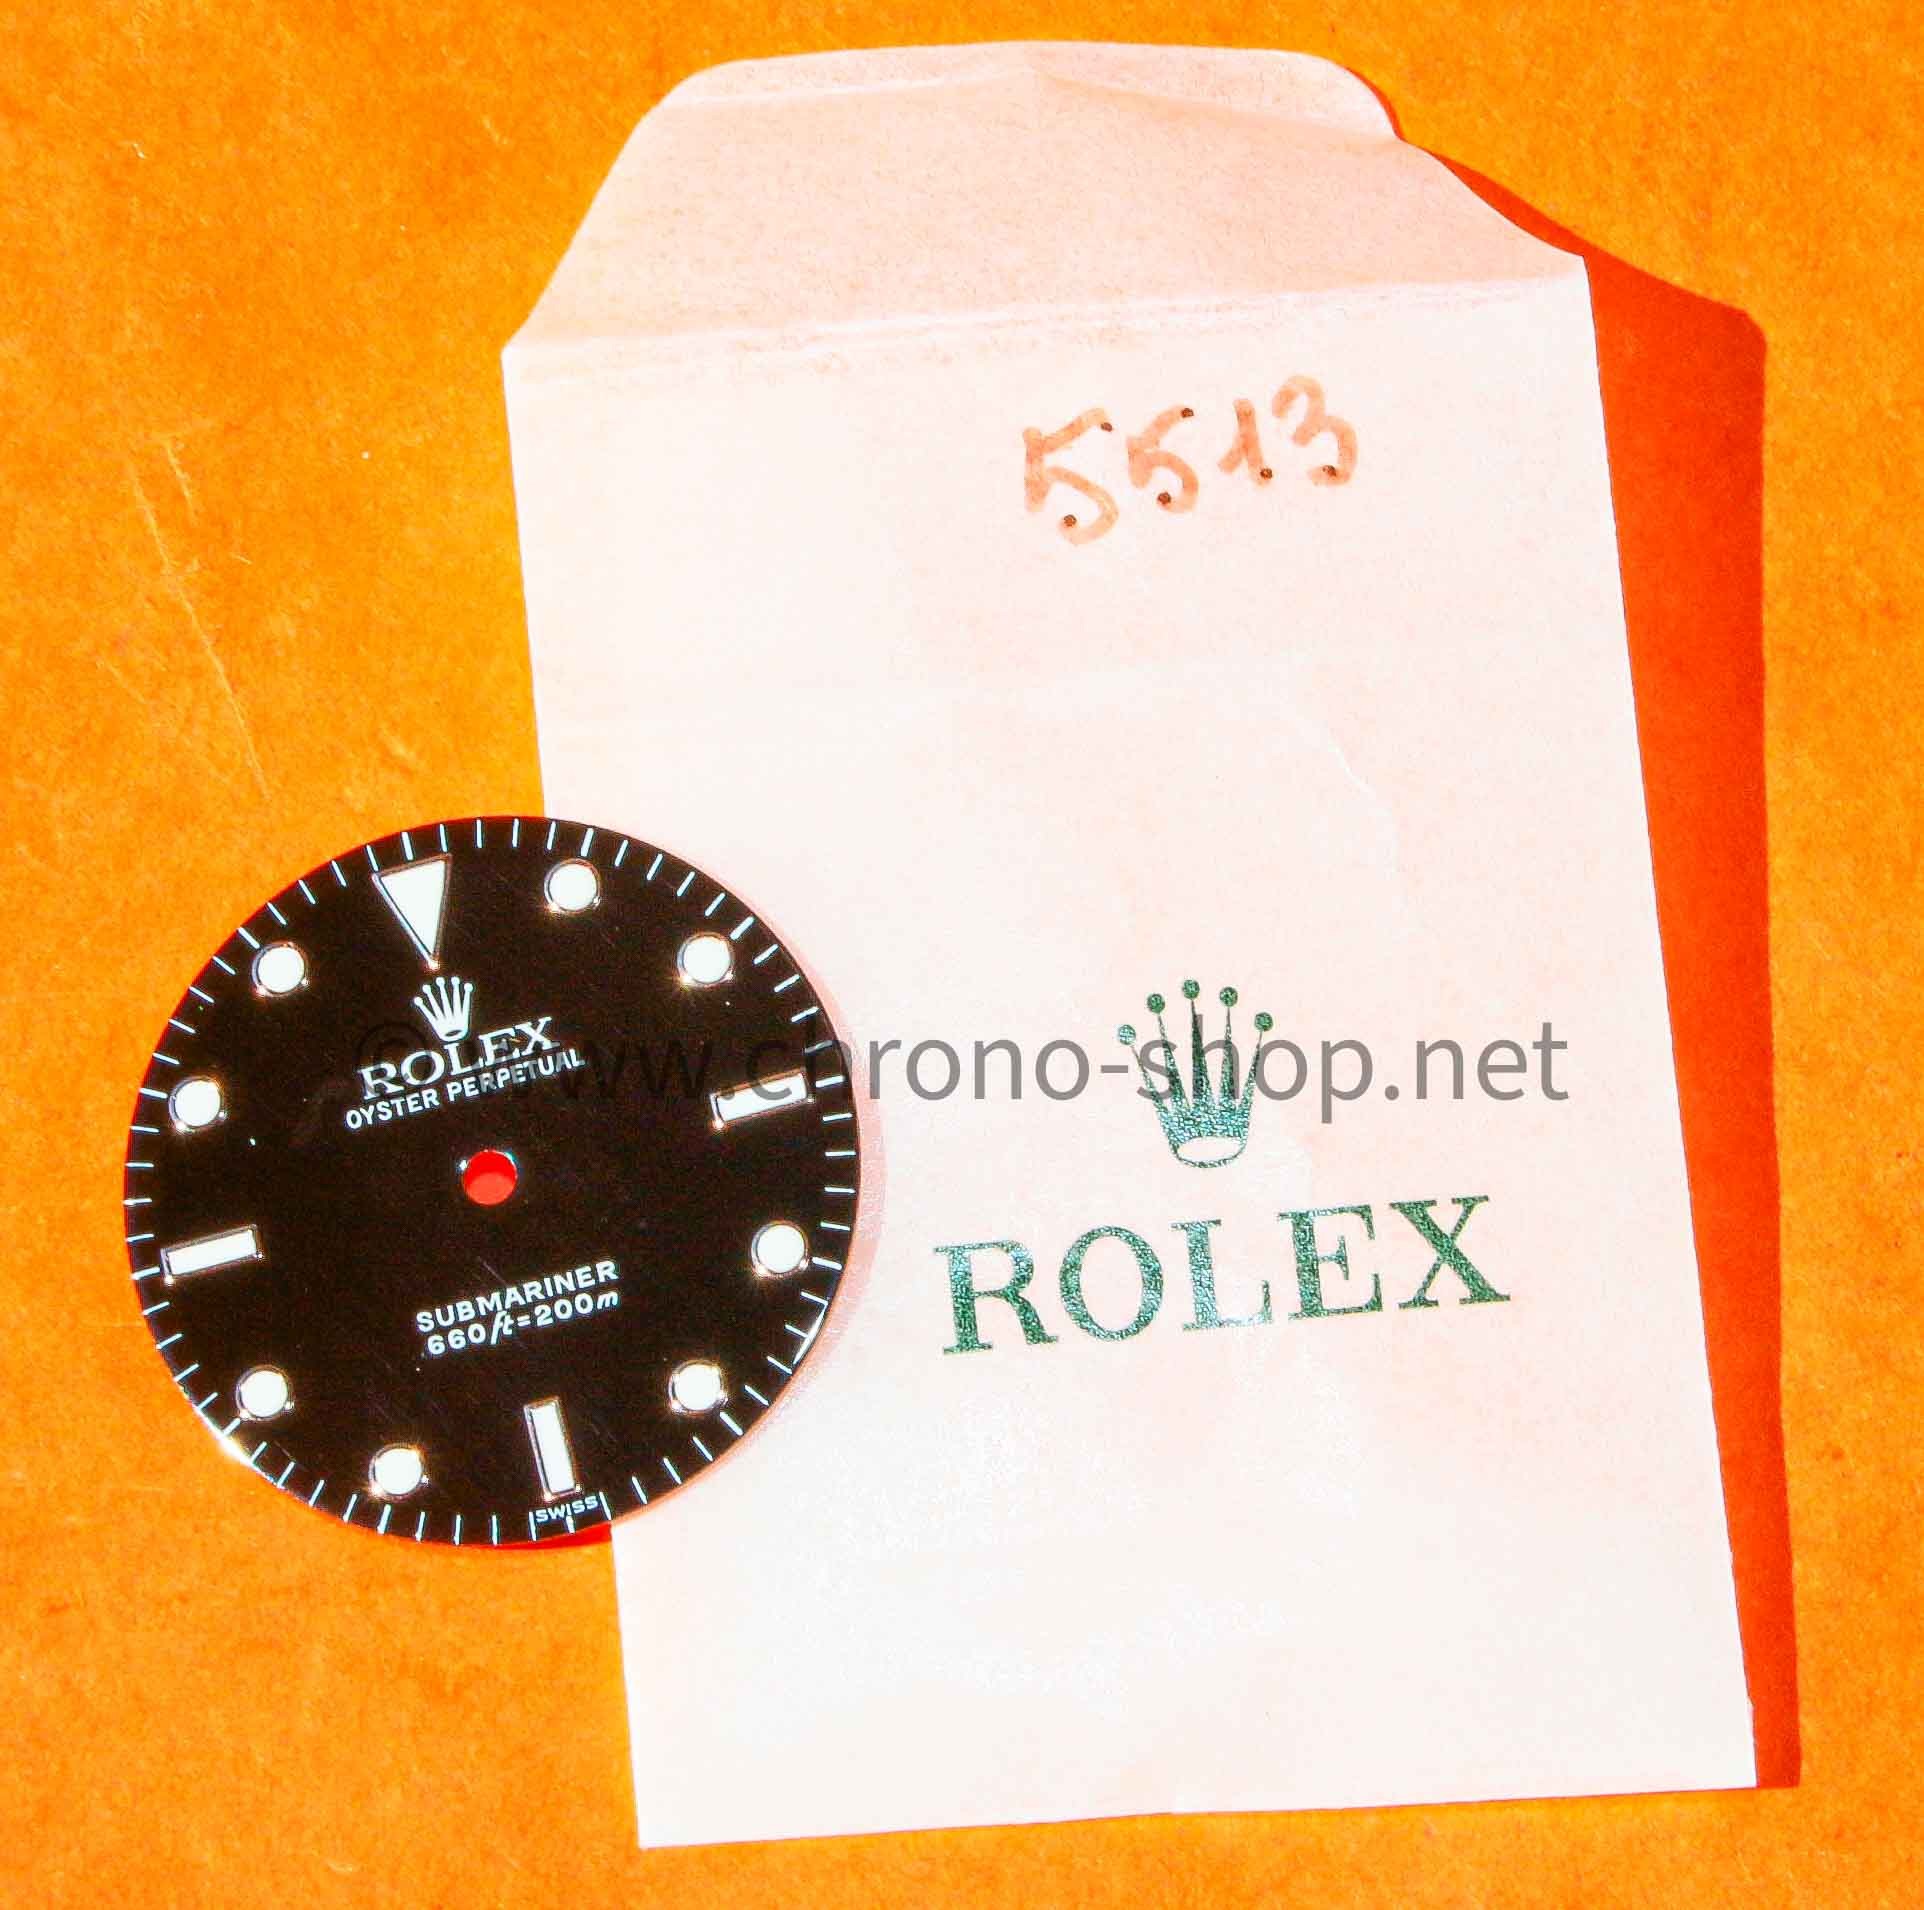 5513
ROLEX
OYSTER PERPETUAL
SUBMARINER
660ft=200m
SWISS
© www.chrono-shop.net
ROLEX